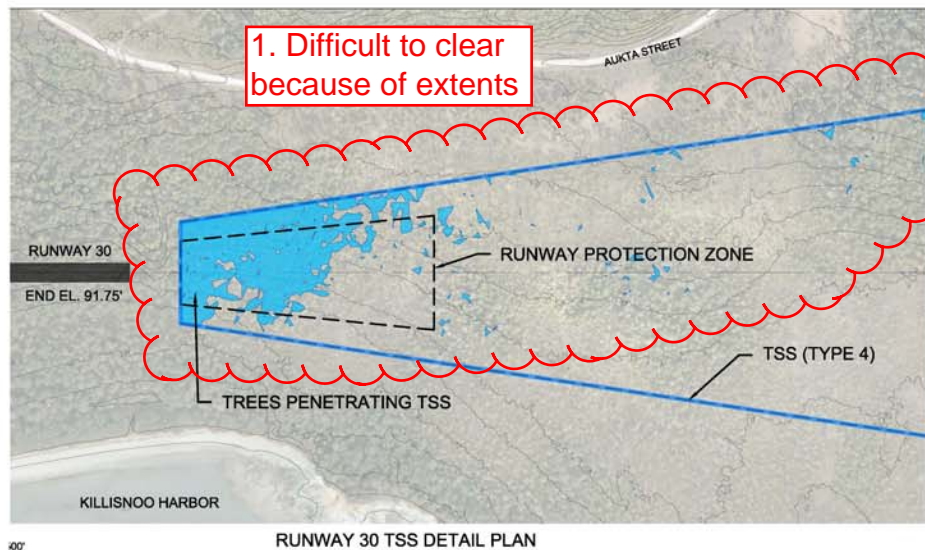 1. Difficult to clear
because of extents
AUKTA STREET
RUNWAY 30
END EL. 91.75'
RUNWAY PROTECTION ZONE
TSS (TYPE 4)
TREES PENETRATING TSS
KILLISNOO HARBOR
RUNWAY 30 TSS DETAIL PLAN